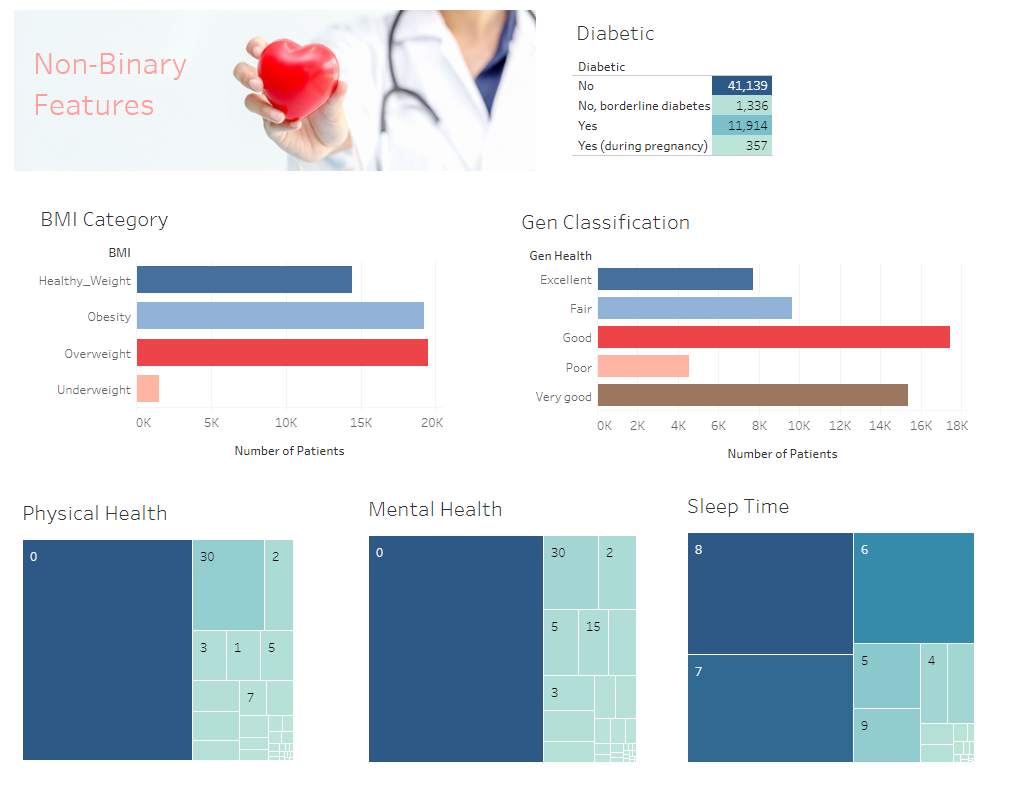 Non-Binary
Features
Diabetic
Diabetic
No 41,139
No, borderline diabetes 1,336
Yes 11,914
Yes (during pregnancy) 357
BMI Category
BMI
Healthy_Weight
Obesity
Overweight
Underweight
0K 5K 10K 15K 20K
Number of Patients
Gen Classification
Gen Health
Excellent
Fair
Good
Poor
Very good
0K 2K 4K 6K 8K 10K 12K 14K 16K 18K
Number of Patients
Physical Health
0 30 2
3 1 5
7
Mental Health
0 30 2
5 15
3
Sleep Time
8 6
7 5 4
9